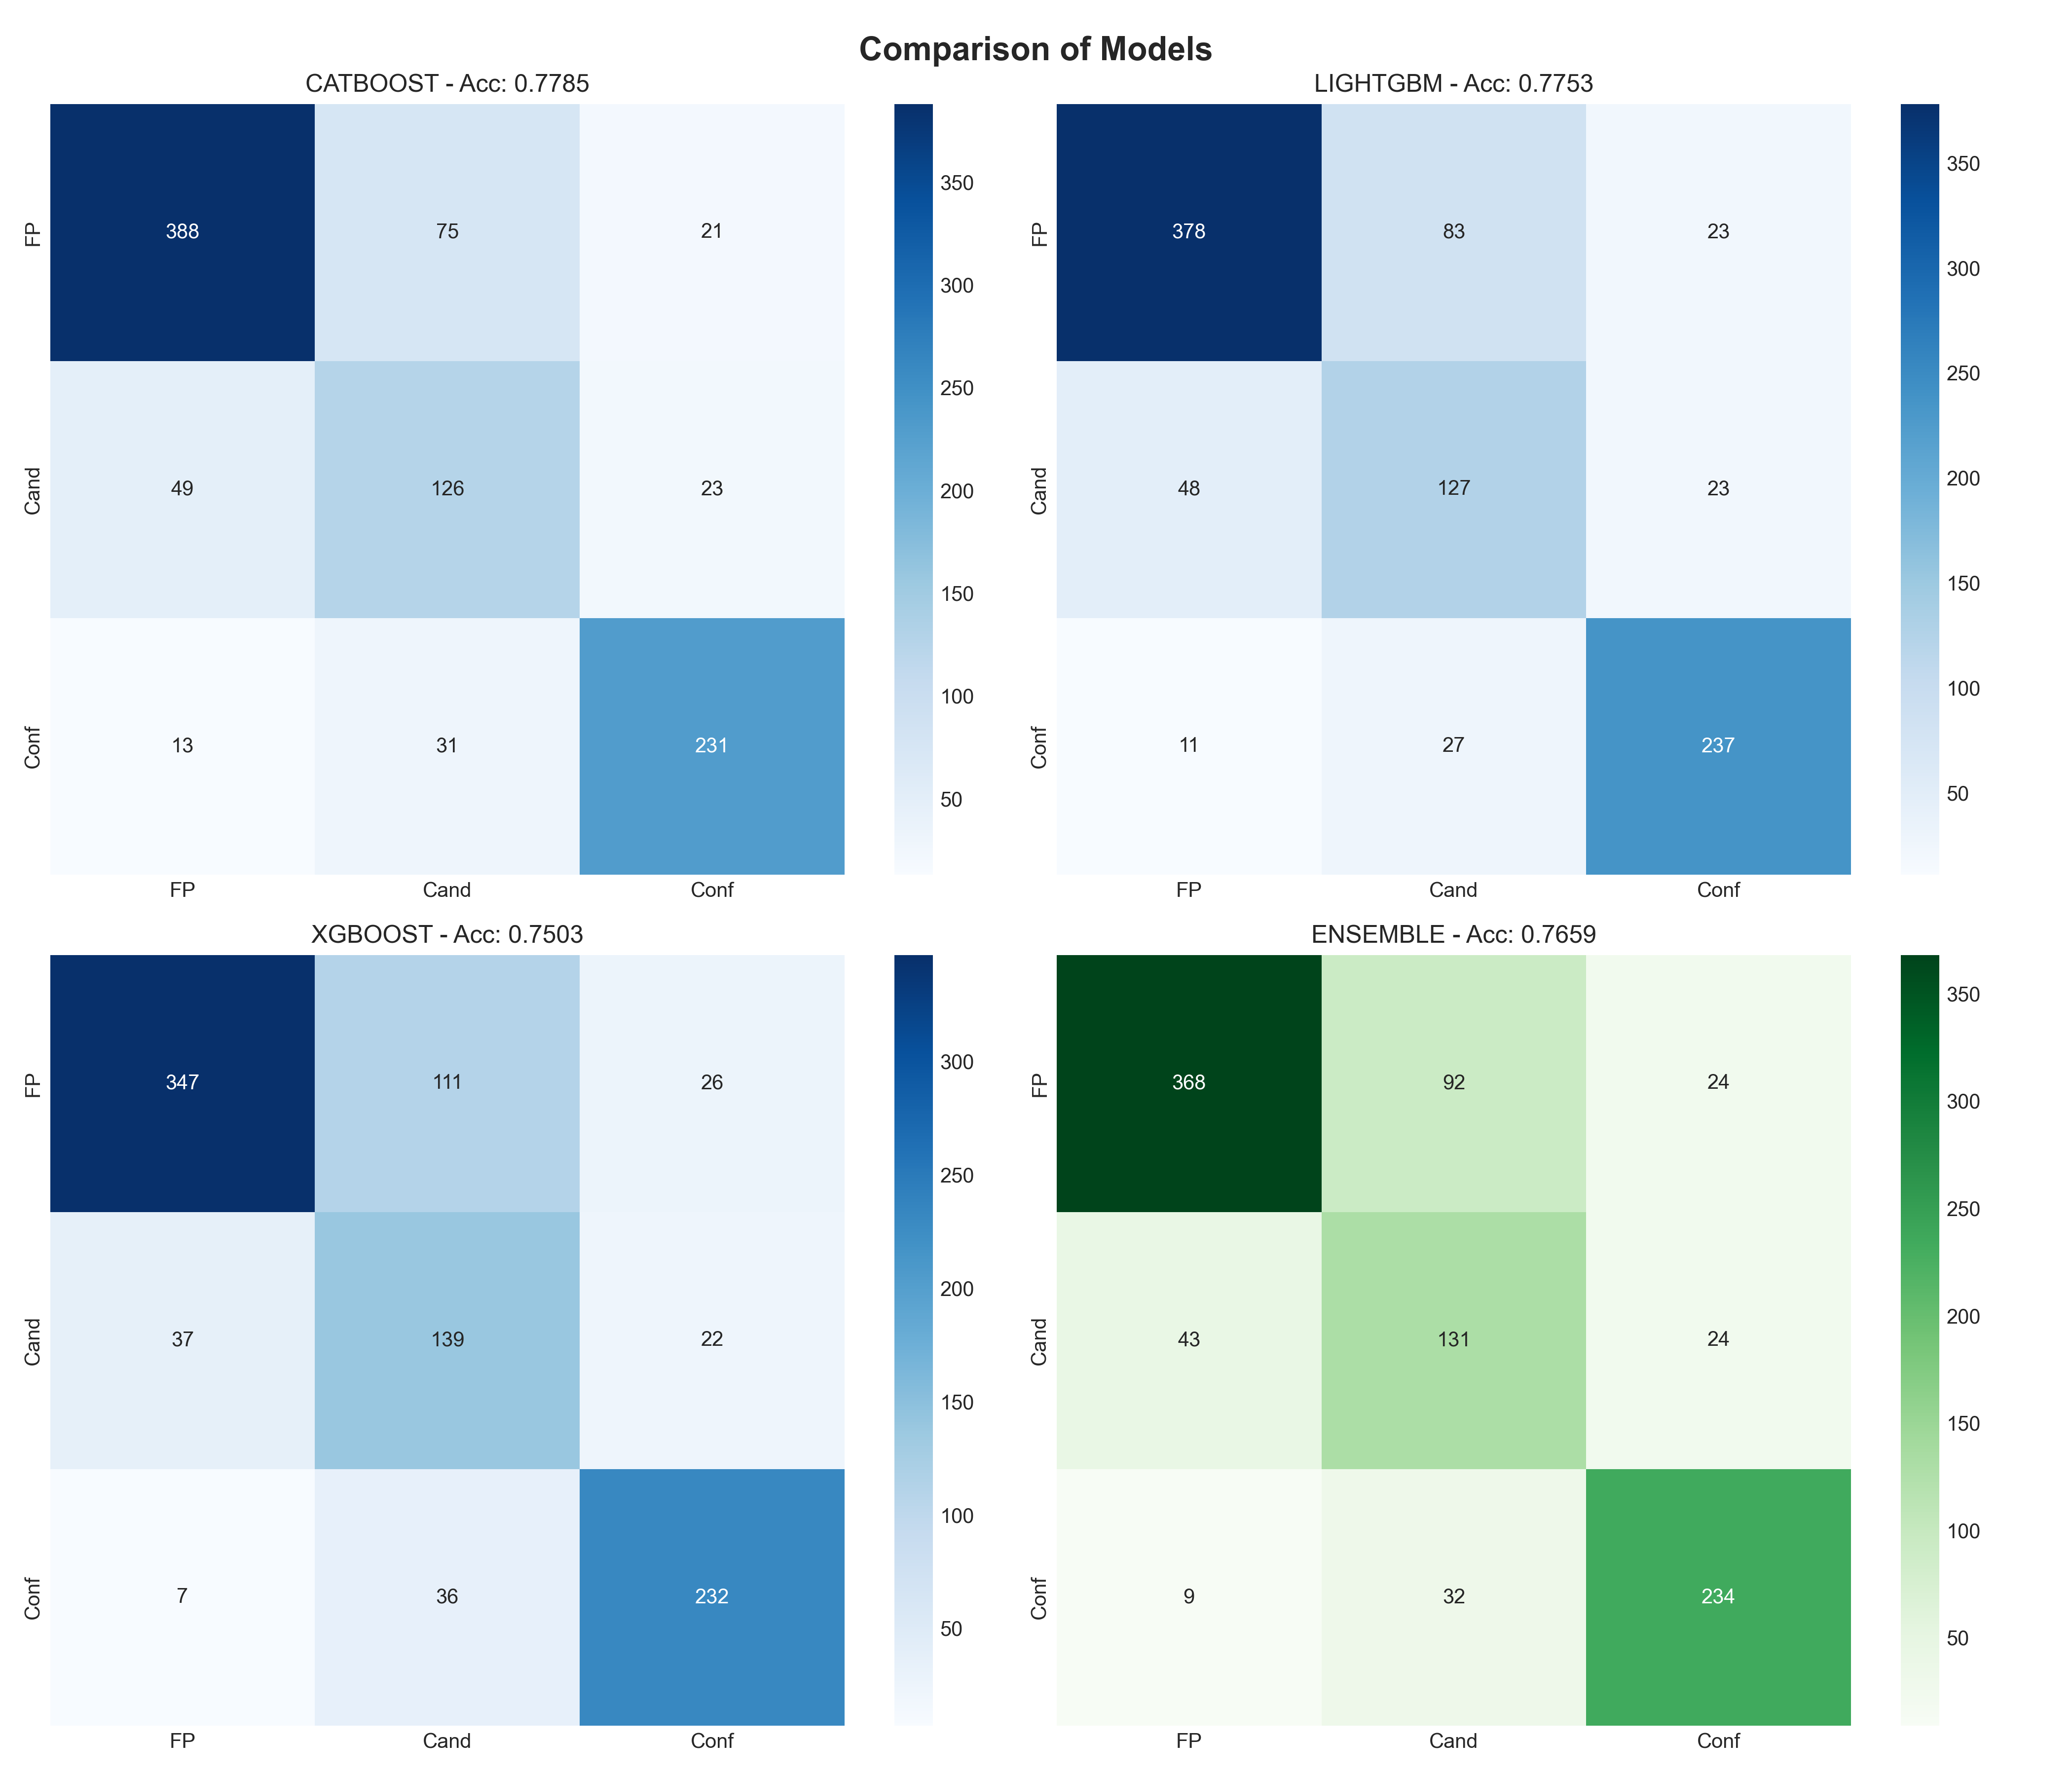 Comparison of Models
CATBOOST - Acc: 0.7785
FP 388 75 21
Cand 49 126 23
Conf 13 31 231
FP Cand Conf
350
300
250
200
150
100
50
LIGHTGBM - Acc: 0.7753
FP 378 83 23
Cand 48 127 23
Conf 11 27 237
FP Cand Conf
350
300
250
200
150
100
50
XGBOOST - Acc: 0.7503
FP 347 111 26
Cand 37 139 22
Conf 7 36 232
FP Cand Conf
300
250
200
150
100
50
ENSEMBLE - Acc: 0.7659
FP 368 92 24
Cand 43 131 24
Conf 9 32 234
FP Cand Conf
350
300
250
200
150
100
50